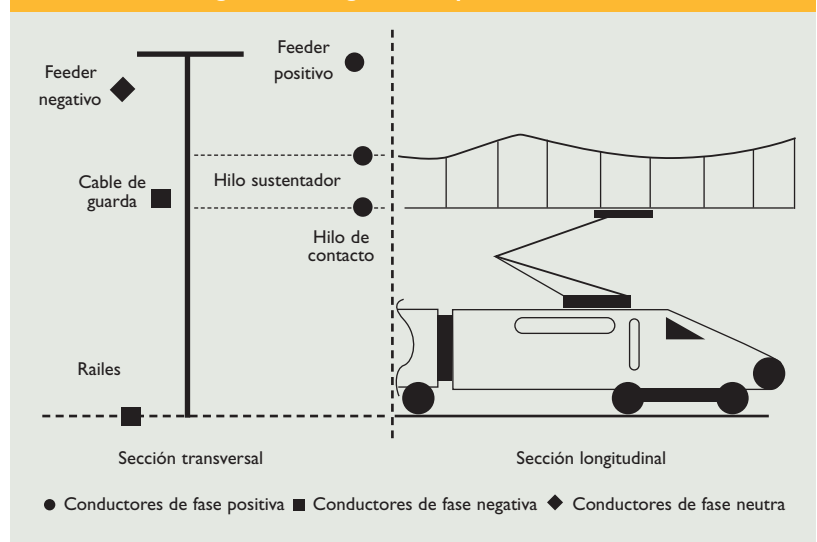 Feeder
positivo
Feeder
negativo
Cable de
guarda
Hilo sustentador
Hilo de
contacto
Railes
Sección transversal
Sección longitudinal
Conductores de fase positiva
Conductores de fase negativa
Conductores de fase neutra